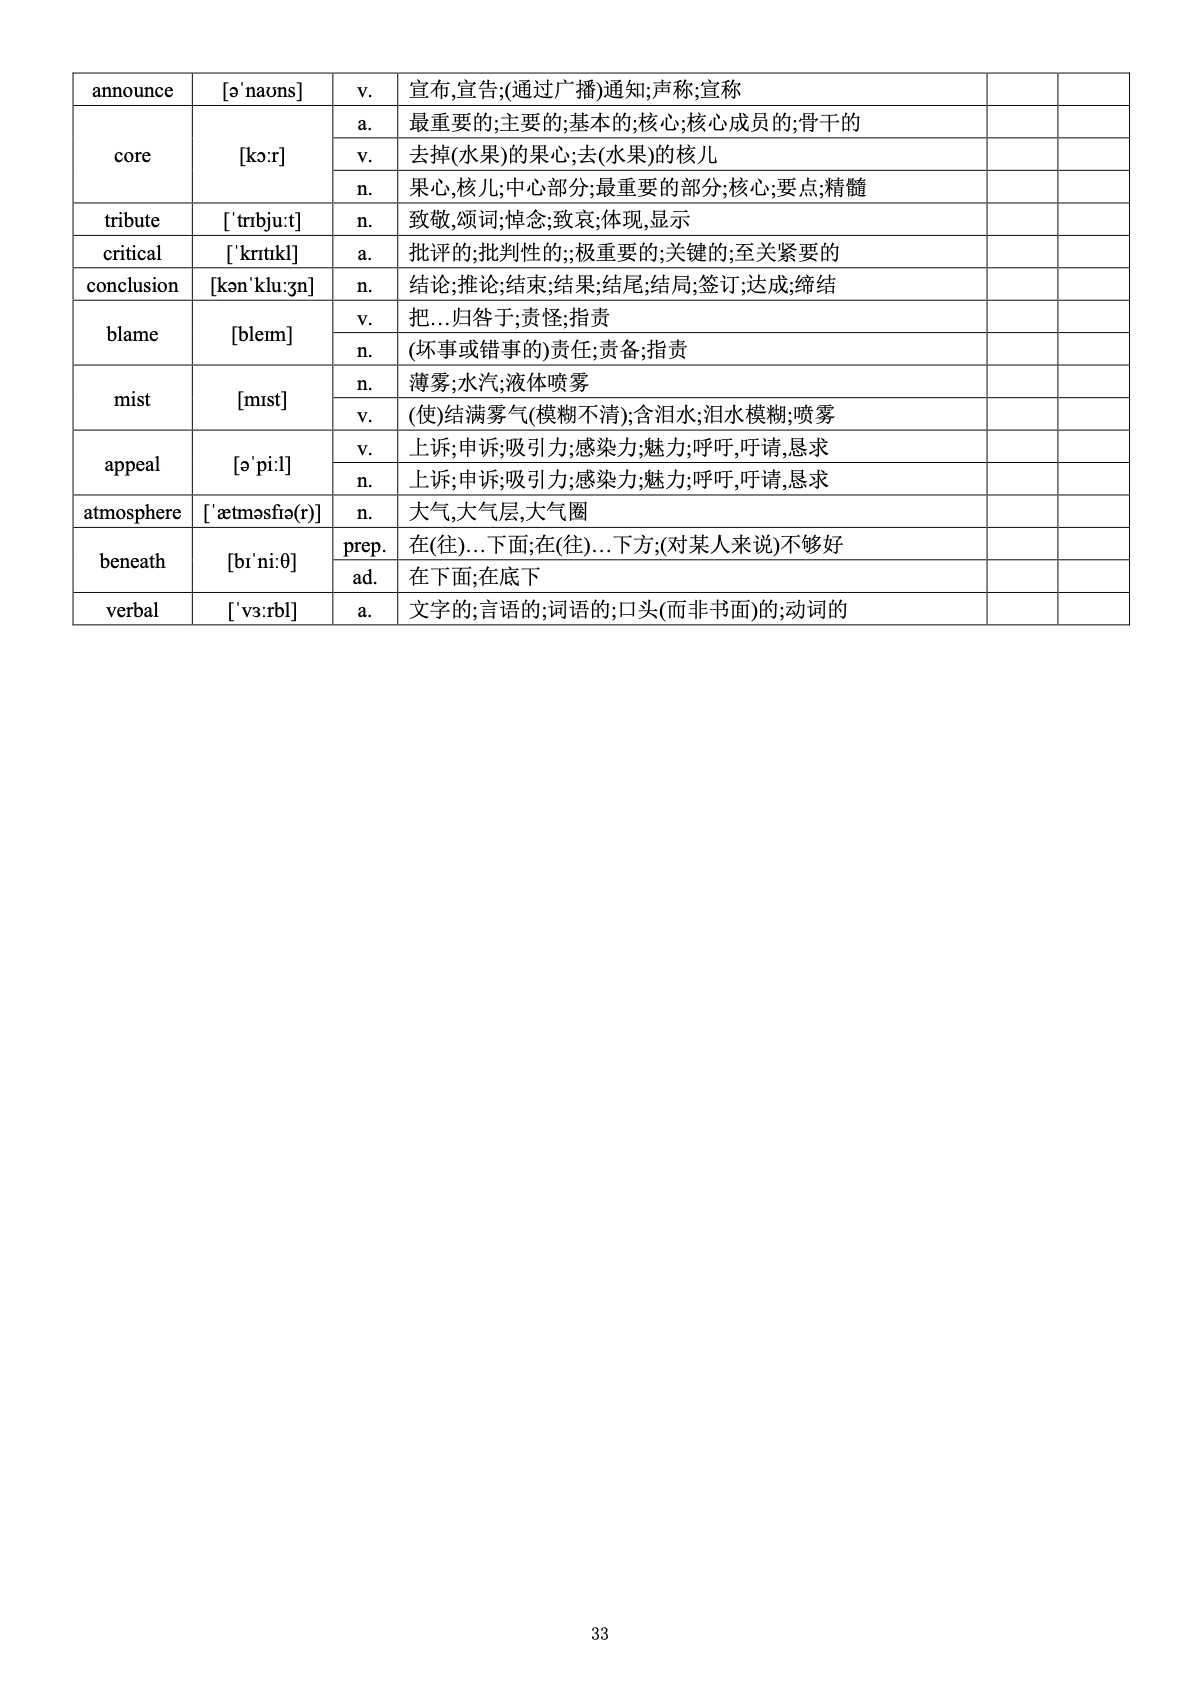 announce [əˈnaʊns] v. 宣布,宣告;(通过广播)通知;声称;宣称
core [kɔːr] a. 最重要的;主要的;基本的;核心;核心成员的;骨干的
v. 去掉(水果)的果心;去(水果)的核儿
n. 果心,核儿;中心部分;最重要的部分;核心;要点;精髓
tribute [ˈtrɪbjuːt] n. 致敬,颂词;悼念;致哀;体现,显示
critical [ˈkrɪtɪkl] a. 批评的;批判性的;;极重要的;关键的;至关紧要的
conclusion [kənˈkluːʒn] n. 结论;推论;结束;结果;结尾;结局;签订;达成;缔结
blame [bleɪm] v. 把…归咎于;责怪;指责
n. (坏事或错事的)责任;责备;指责
mist [mɪst] n. 薄雾;水汽;液体喷雾
v. (使)结满雾气(模糊不清);含泪水;泪水模糊;喷雾
appeal [əˈpiːl] v. 上诉;申诉;吸引力;感染力;魅力;呼吁,吁请,恳求
n. 上诉;申诉;吸引力;感染力;魅力;呼吁,吁请,恳求
atmosphere [ˈætməsfɪə(r)] n. 大气,大气层,大气圈
beneath [bɪˈniːθ] prep. 在(往)…下面;在(往)…下方;(对某人来说)不够好
ad. 在下面;在底下
verbal [ˈvɜːrbl] a. 文字的;言语的;词语的;口头(而非书面)的;动词的
33